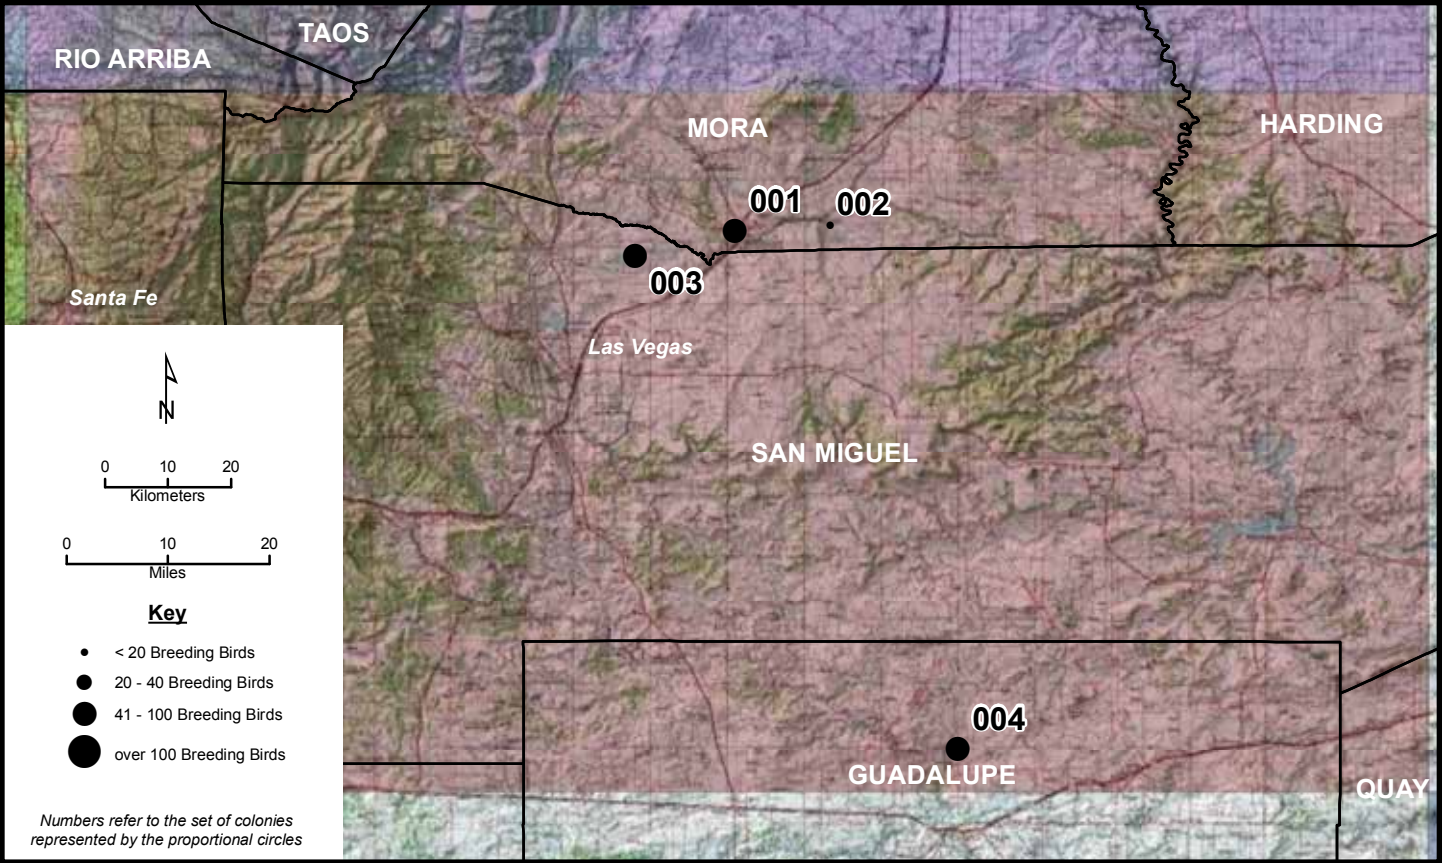 TAOS
RIO ARRIBA
MORA
HARDING
001
002
003
Santa Fe
Las Vegas
SAN MIGUEL
004
GUADALUPE
QUAY
N
0 10 20
Kilometers
0 10 20
Miles
Key
< 20 Breeding Birds
20 - 40 Breeding Birds
41 - 100 Breeding Birds
over 100 Breeding Birds
Numbers refer to the set of colonies
represented by the proportional circles